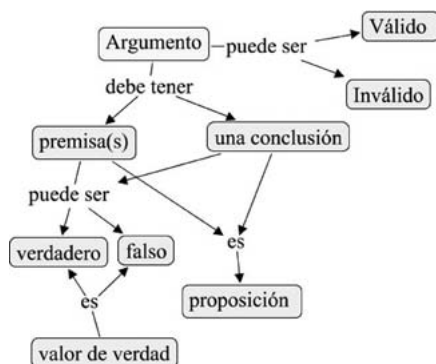 Argumento
puede ser
Válido
Inválido
debe tener
premisa(s)
una conclusión
puede ser
verdadero
falso
es
es
proposición
valor de verdad